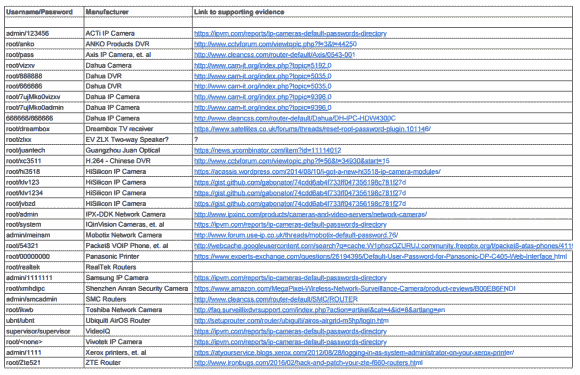 Username/Password Manufacturer Link to supporting evidence
admin/123456 ACTi IP Camera https://ipvm.com/reports/ip-cameras-default-passwords-directory
root/anko ANKO Products DVR http://www.cctvforum.com/viewtopic.php?f=3&t=44250
root/pass Axis IP Camera, et. al http://www.cleancss.com/router-default/Axis/0543-001
root/vizxv Dahua Camera http://www.cam-it.org/index.php?topic=5192.0
root/888888 Dahua DVR http://www.cam-it.org/index.php?topic=5035.0
root/666666 Dahua DVR http://www.cam-it.org/index.php?topic=5035.0
root/7ujMko0vizxv Dahua IP Camera http://www.cam-it.org/index.php?topic=9396.0
root/7ujMko0admin Dahua IP Camera http://www.cam-it.org/index.php?topic=9396.0
666666/666666 Dahua IP Camera http://www.cleancss.com/router-default/Dahua/DH-IPC-HDW4300C
root/dreambox Dreambox TV receiver https://www.satellites.co.uk/forums/threads/reset-root-password-plugin.101146/
root/zlxx EV ZLX Two-way Speaker? ?
root/juantech Guangzhou Juan Optical https://news.ycombinator.com/item?id=11114012
root/xc3511 H.264 - Chinese DVR http://www.cctvforum.com/viewtopic.php?f=56&t=34930&start=15
root/hi3518 HiSilicon IP Camera https://acassis.wordpress.com/2014/08/10/i-got-a-new-hi3518-ip-camera-modules/
root/klv123 HiSilicon IP Camera https://gist.github.com/gabonator/74cdd6ab4f733ff047356198c781f27d
root/klv1234 HiSilicon IP Camera https://gist.github.com/gabonator/74cdd6ab4f733ff047356198c781f27d
root/jvbzd HiSilicon IP Camera https://gist.github.com/gabonator/74cdd6ab4f733ff047356198c781f27d
root/admin IPX-DDK Network Camera http://www.ipxinc.com/products/cameras-and-video-servers/network-cameras/
root/system IQinVision Cameras, et. al https://ipvm.com/reports/ip-cameras-default-passwords-directory
admin/meinsm Mobotix Network Camera http://www.forum.use-ip.co.uk/threads/mobotix-default-password.76/
root/54321 Packet8 VOIP Phone, et. al http://webcache.googleusercontent.com/search?q=cache:W1phozQZURUJ:community.freepbx.org/t/packet8-atas-phones/411
root/00000000 Panasonic Printer https://www.experts-exchange.com/questions/26194395/Default-User-Password-for-Panasonic-DP-C405-Web-Interface.html
root/realtek RealTek Routers
admin/1111111 Samsung IP Camera https://ipvm.com/reports/ip-cameras-default-passwords-directory
root/xmhdipc Shenzhen Anran Security Camera https://www.amazon.com/MegaPixel-Wireless-Network-Surveillance-Camera/product-reviews/B00EB6FNDI
admin/smcadmin SMC Routers http://www.cleancss.com/router-default/SMC/ROUTER
root/ikwb Toshiba Network Camera http://faq.surveillixdvrsupport.com/index.php?action=artikel&cat=4&id=8&artlang=en
ubnt/ubnt Ubiquiti AirOS Router http://setuprouter.com/router/ubiquiti/airos-airgrid-m5hp/login.htm
supervisor/supervisor VideoIQ https://ipvm.com/reports/ip-cameras-default-passwords-directory
root/<none> Vivotek IP Camera https://ipvm.com/reports/ip-cameras-default-passwords-directory
admin/1111 Xerox printers, et. al https://atyourservice.blogs.xerox.com/2012/08/28/logging-in-as-system-administrator-on-your-xerox-printer/
root/Zte521 ZTE Router http://www.ironbugs.com/2016/02/hack-and-patch-your-zte-f660-routers.html